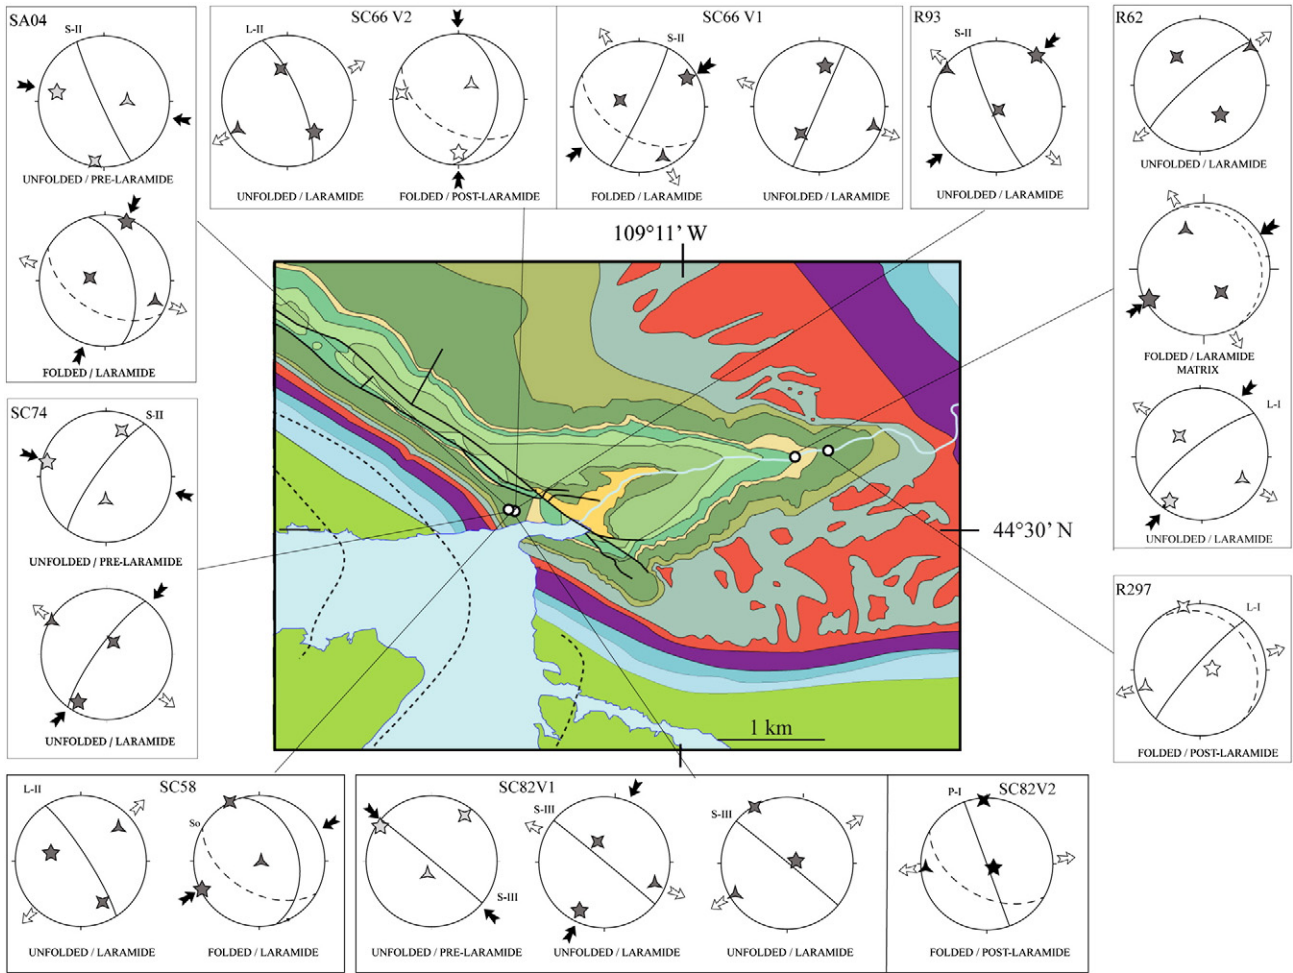 SA04
S-II
UNFOLDED / PRE-LARAMIDE
FOLDED / LARAMIDE
SC66 V2
L-II
UNFOLDED / LARAMIDE
FOLDED / POST-LARAMIDE
SC66 V1
S-II
FOLDED / LARAMIDE
UNFOLDED / LARAMIDE
R93
S-II
UNFOLDED / LARAMIDE
R62
UNFOLDED / LARAMIDE
FOLDED / LARAMIDE
MATRIX
L-I
UNFOLDED / LARAMIDE
109°11' W
44°30' N
1 km
SC74
S-II
UNFOLDED / PRE-LARAMIDE
UNFOLDED / LARAMIDE
R297
L-I
FOLDED / POST-LARAMIDE
SC58
L-II
So
UNFOLDED / LARAMIDE
FOLDED / LARAMIDE
SC82V1
S-III
UNFOLDED / PRE-LARAMIDE
S-III
UNFOLDED / LARAMIDE
S-III
UNFOLDED / LARAMIDE
SC82V2
P-I
FOLDED / POST-LARAMIDE